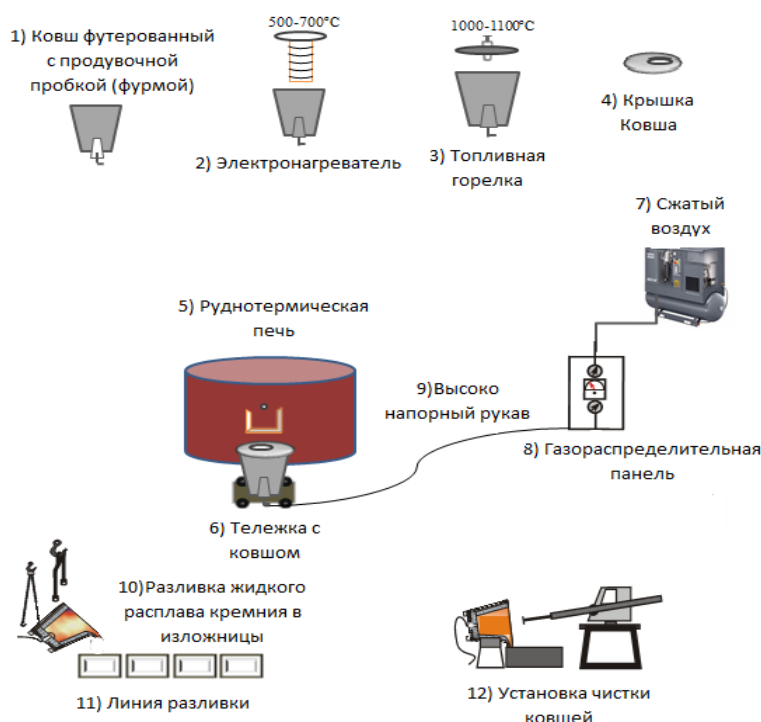 1) Ковш футерованный
с продувочной
пробкой (фурмой)
500-700°C
2) Электронагреватель
1000-1100°C
3) Топливная
горелка
4) Крышка
Ковша
7) Сжатый
воздух
5) Руднотермическая
печь
9)Высоко
напорный рукав
8) Газораспределительная
панель
6) Тележка с
ковшом
10)Разливка жидкого
расплава кремния в
изложницы
11) Линия разливки
12) Установка чистки
ковшей